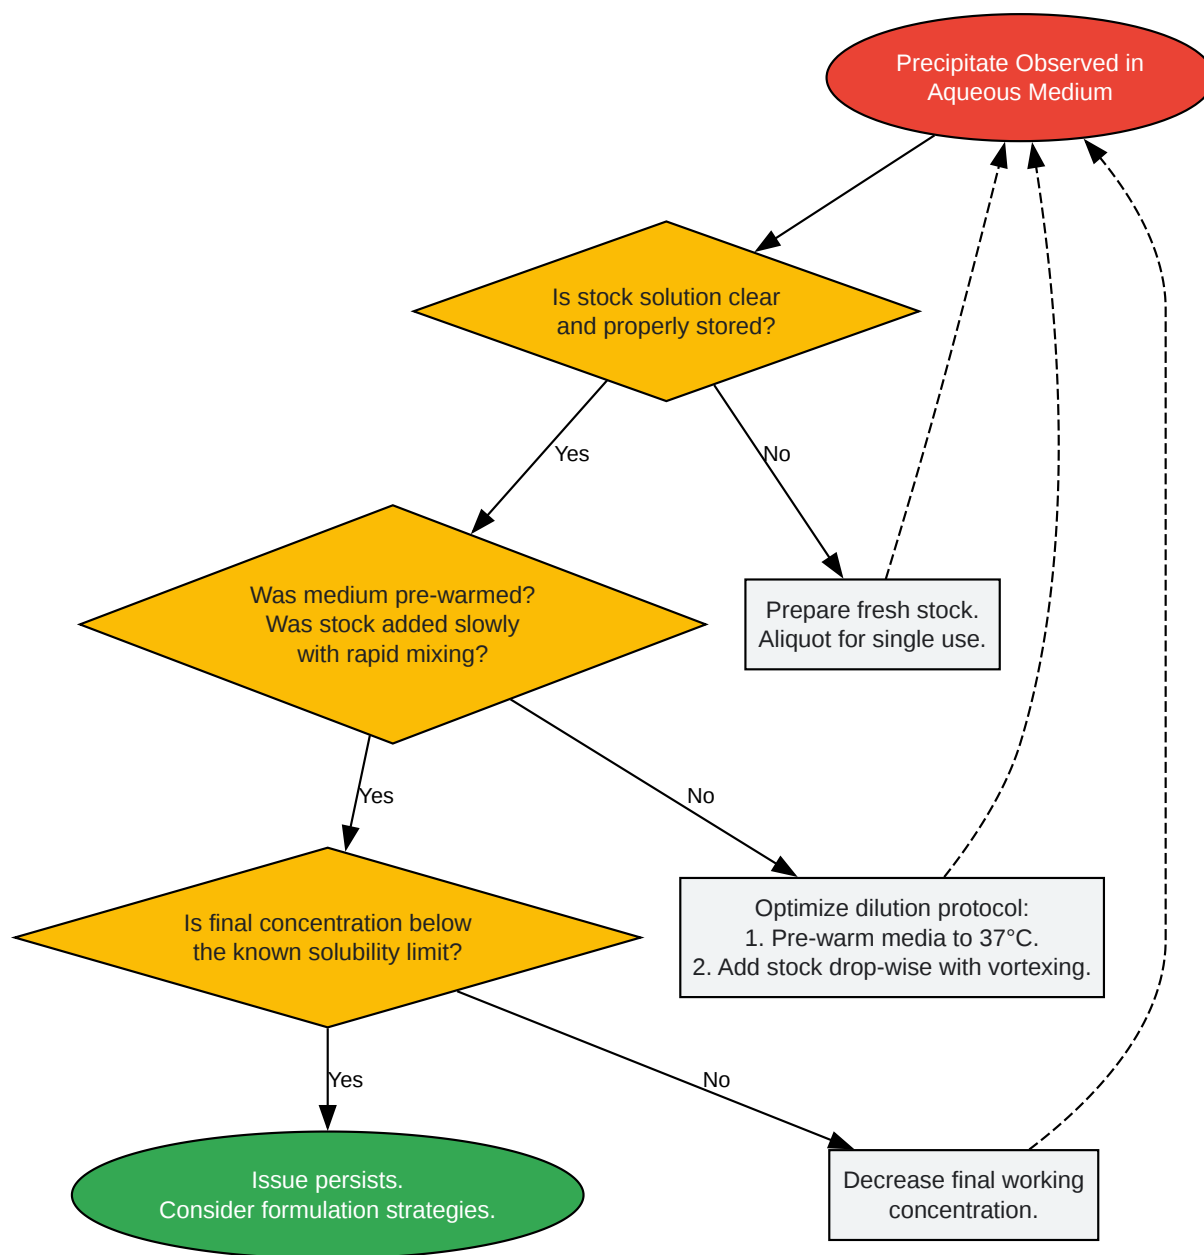 Precipitate Observed in
Aqueous Medium
Is stock solution clear
and properly stored?
Yes
No
Was medium pre-warmed?
Was stock added slowly
with rapid mixing?
Prepare fresh stock.
Aliquot for single use.
Yes
No
Is final concentration below
the known solubility limit?
Optimize dilution protocol:
1. Pre-warm media to 37°C.
2. Add stock drop-wise with vortexing.
Yes
No
Issue persists.
Consider formulation strategies.
Decrease final working
concentration.